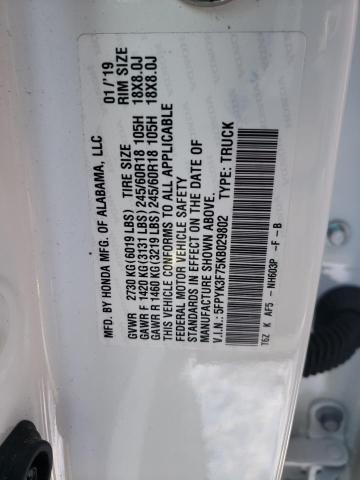 MFG. BY HONDA MFG. OF ALABAMA, LLC 01/'19
TIRE SIZE RIM SIZE
GVWR 2730 KG(6019 LBS)
GAWR F 1420 KG(3131 LBS) 245/60R18 105H 18X8.0J
GAWR R 1460 KG(3219 LBS) 245/60R18 105H 18X8.0J
THIS VEHICLE CONFORMS TO ALL APPLICABLE
FEDERAL MOTOR VEHICLE SAFETY
STANDARDS IN EFFECT ON THE DATE OF
MANUFACTURE SHOWN ABOVE.
V.I.N.: 5FPYK3F75KB029802 TYPE: TRUCK
T6Z K AF5 - NH603P -F -B